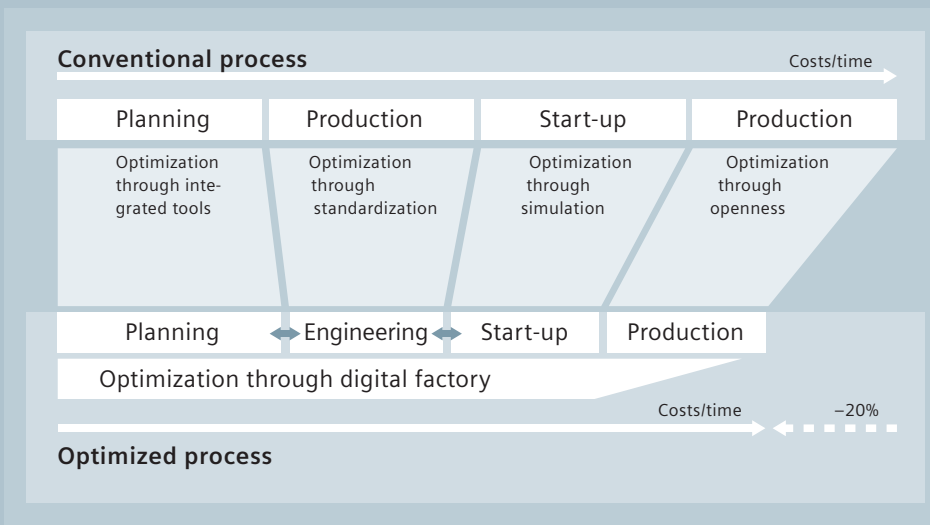 Conventional process
Costs/time
Planning
Production
Start-up
Production
Optimization
through inte-
grated tools
Optimization
through
standardization
Optimization
through
simulation
Optimization
through
openness
Planning
Engineering
Start-up
Production
Optimization through digital factory
Costs/time
–20%
Optimized process